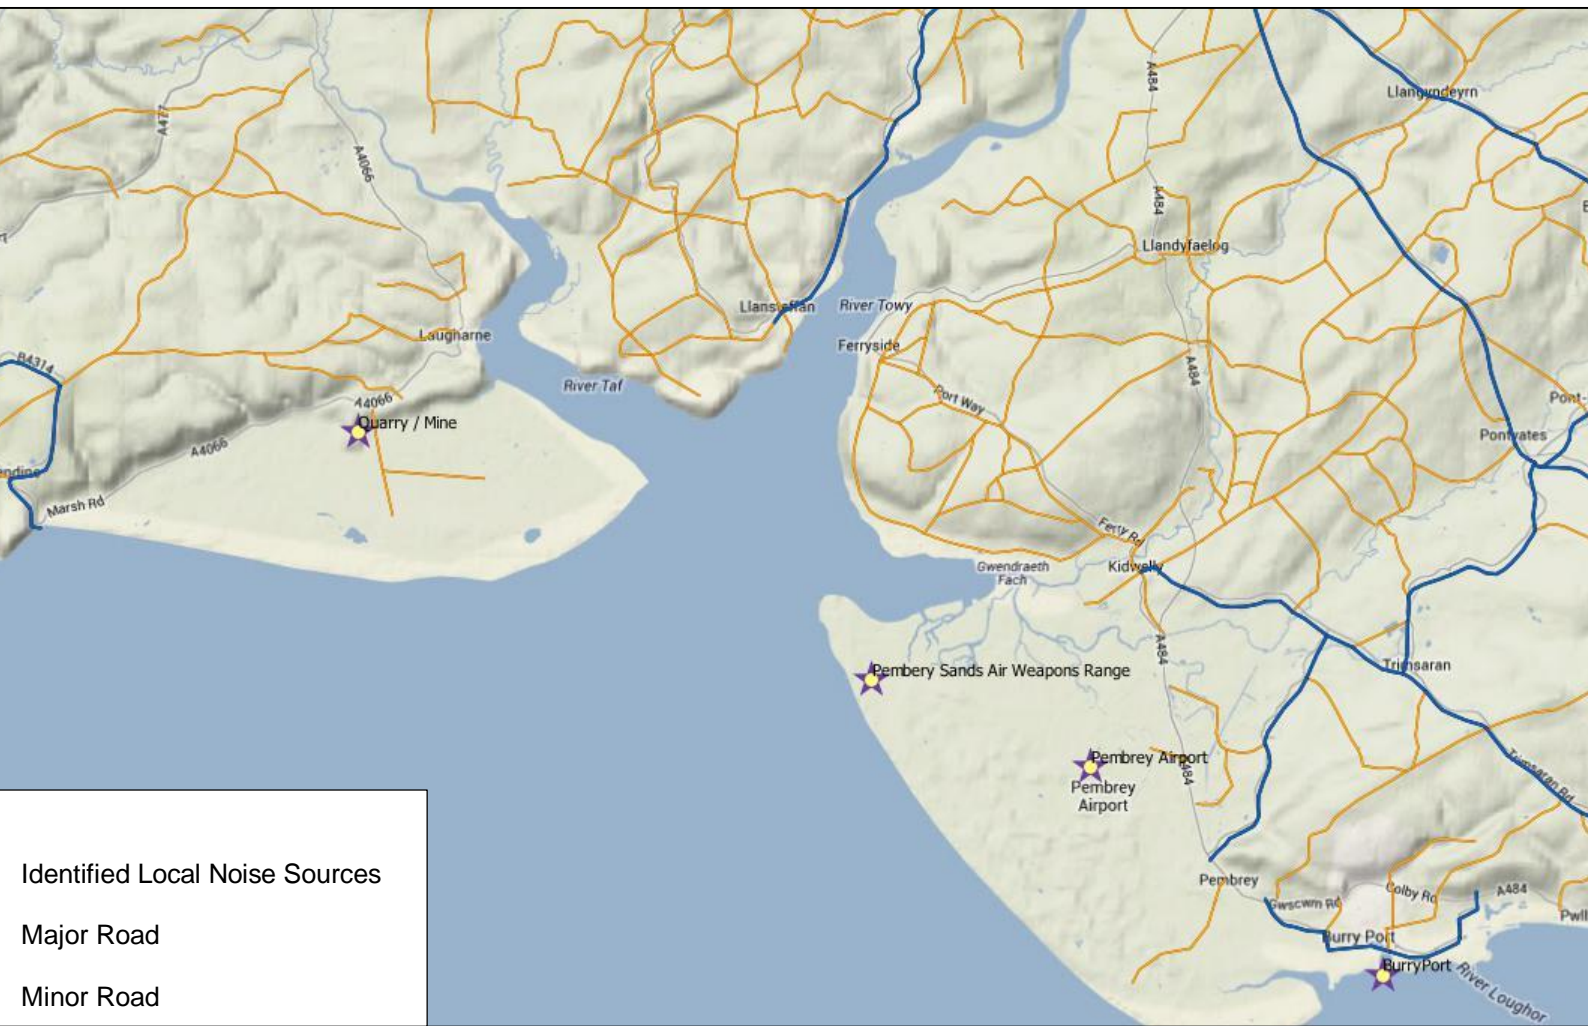 Llangyndeyrn
A484
A477
A4066
A484
Llandyfaelog
Llansteffan
River Towy
Laugharne
Ferryside
B4314
A484
River Taf
Port Way
Pont-
A4066
Quarry / Mine
Pontyates
A4066
endine
Marsh Rd
Ferry Rd
Gwendraeth
Fach
Kidwelly
A484
Trimsaran
Pembery Sands Air Weapons Range
Pembrey Airport
A484
Pembrey
Airport
Trimsaran Rd
Identified Local Noise Sources
Pembrey
Colby Rd
A484
Gwscwm Rd
Pwll
Major Road
Burry Port
BurryPort
River Loughor
Minor Road